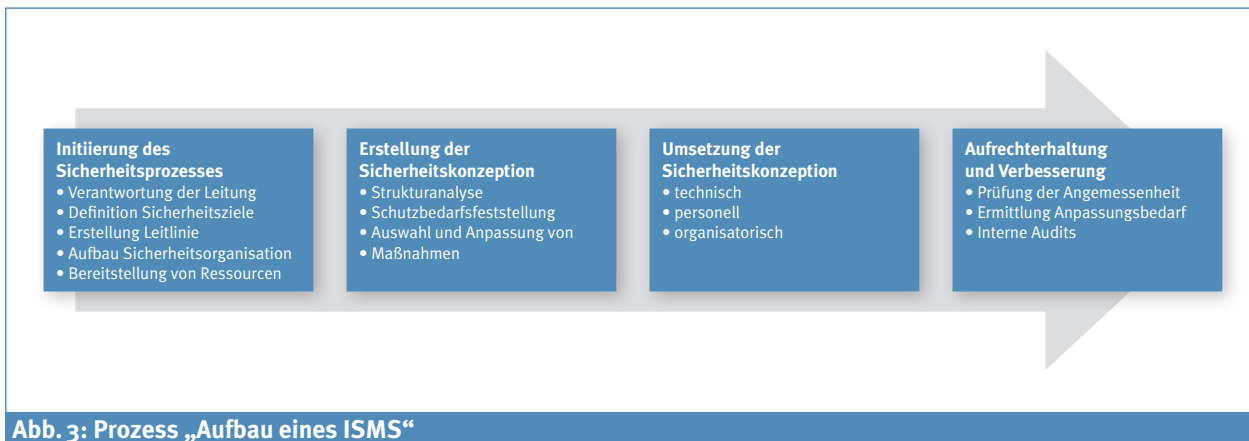 Initiierung des
Sicherheitsprozesses
• Verantwortung der Leitung
• Definition Sicherheitsziele
• Erstellung Leitlinie
• Aufbau Sicherheitsorganisation
• Bereitstellung von Ressourcen
Erstellung der
Sicherheitskonzeption
• Strukturanalyse
• Schutzbedarfsfeststellung
• Auswahl und Anpassung von
• Maßnahmen
Umsetzung der
Sicherheitskonzeption
• technisch
• personell
• organisatorisch
Aufrechterhaltung
und Verbesserung
• Prüfung der Angemessenheit
• Ermittlung Anpassungsbedarf
• Interne Audits
Abb. 3: Prozess „Aufbau eines ISMS“